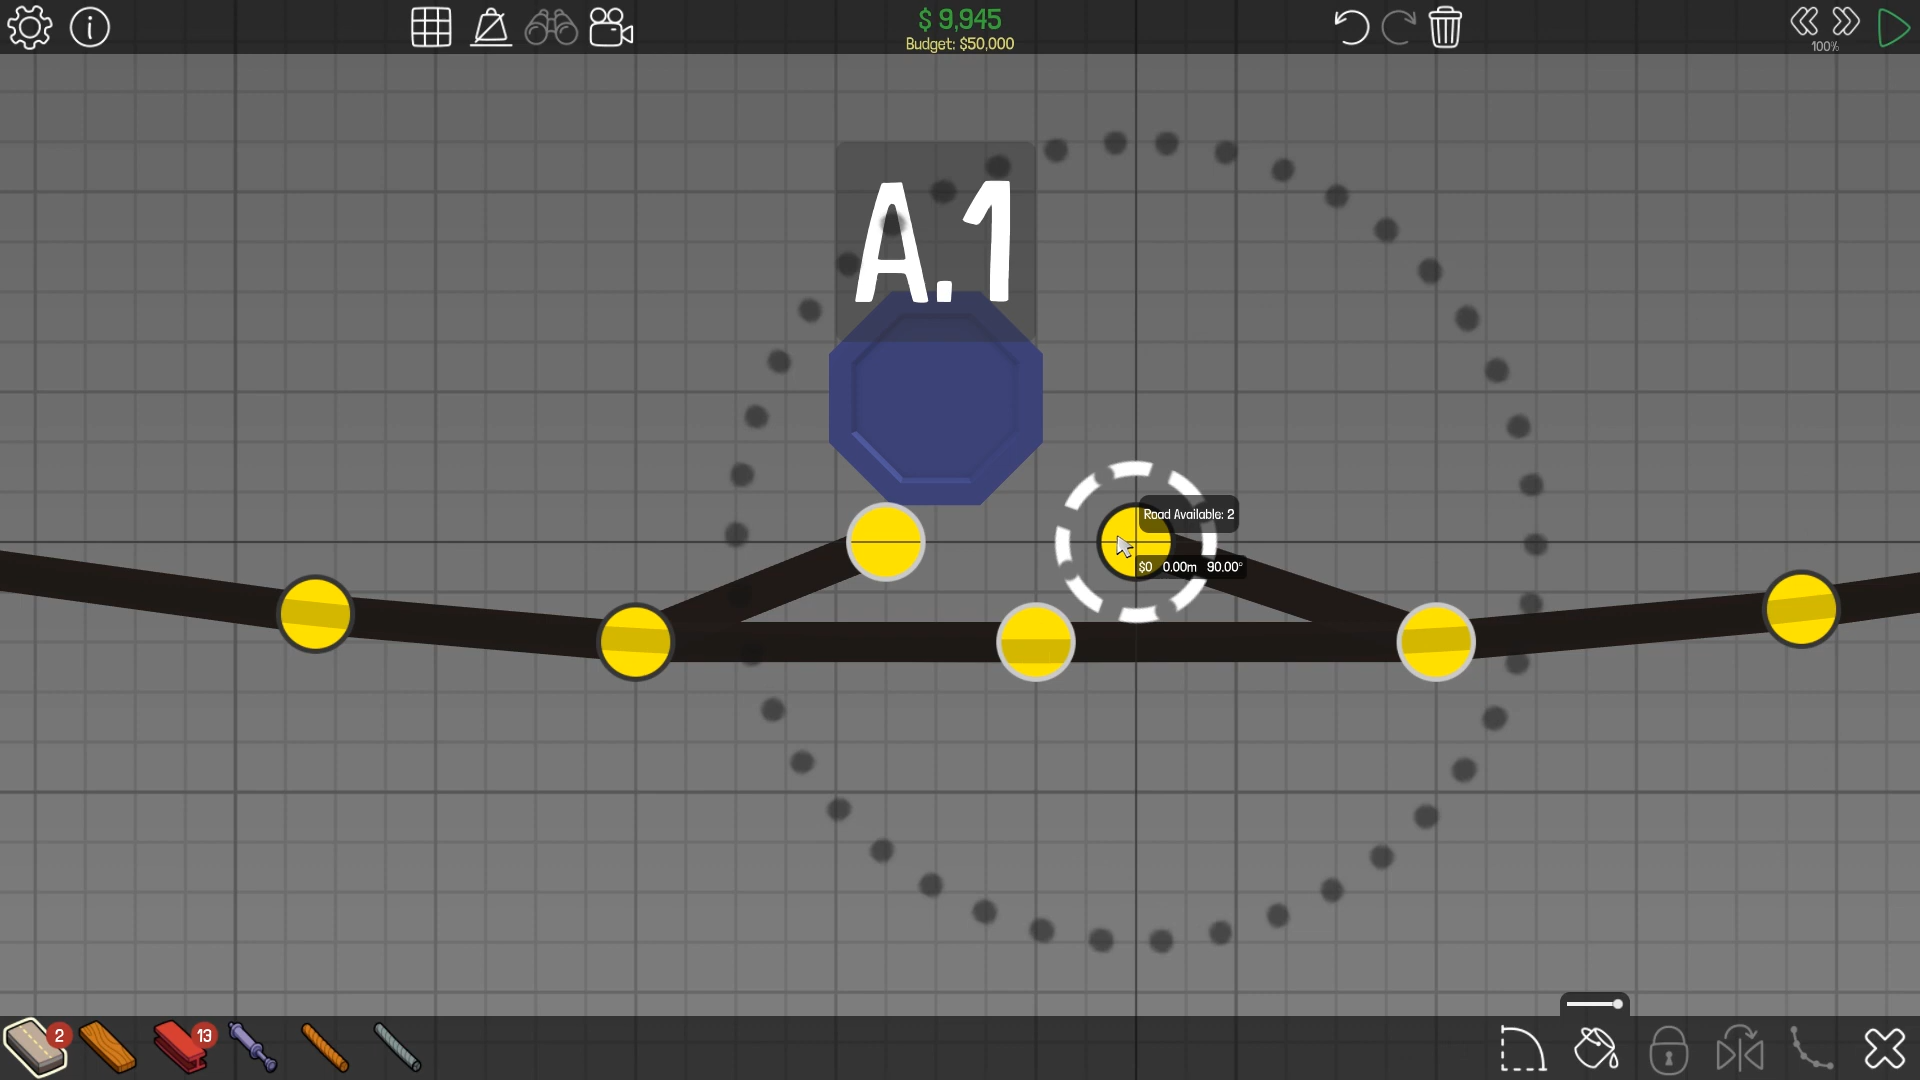 $ 9,945
Budget: $50,000
100%
A.1
Road Available: 2
$0 0.00m 90.00°
2
13